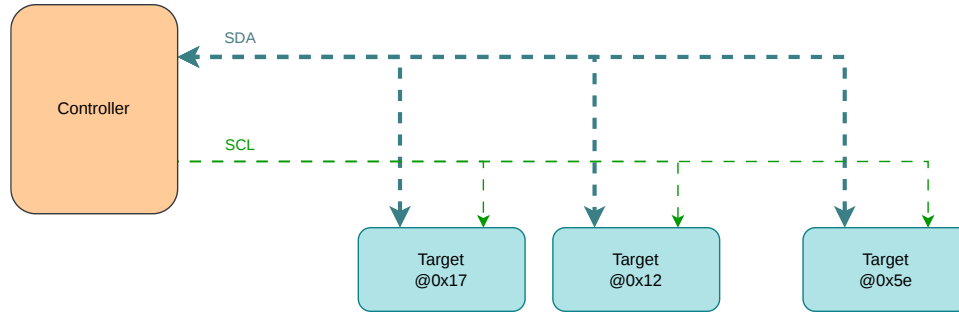 SDA
Controller
SCL
Target
@0x17
Target
@0x12
Target
@0x5e